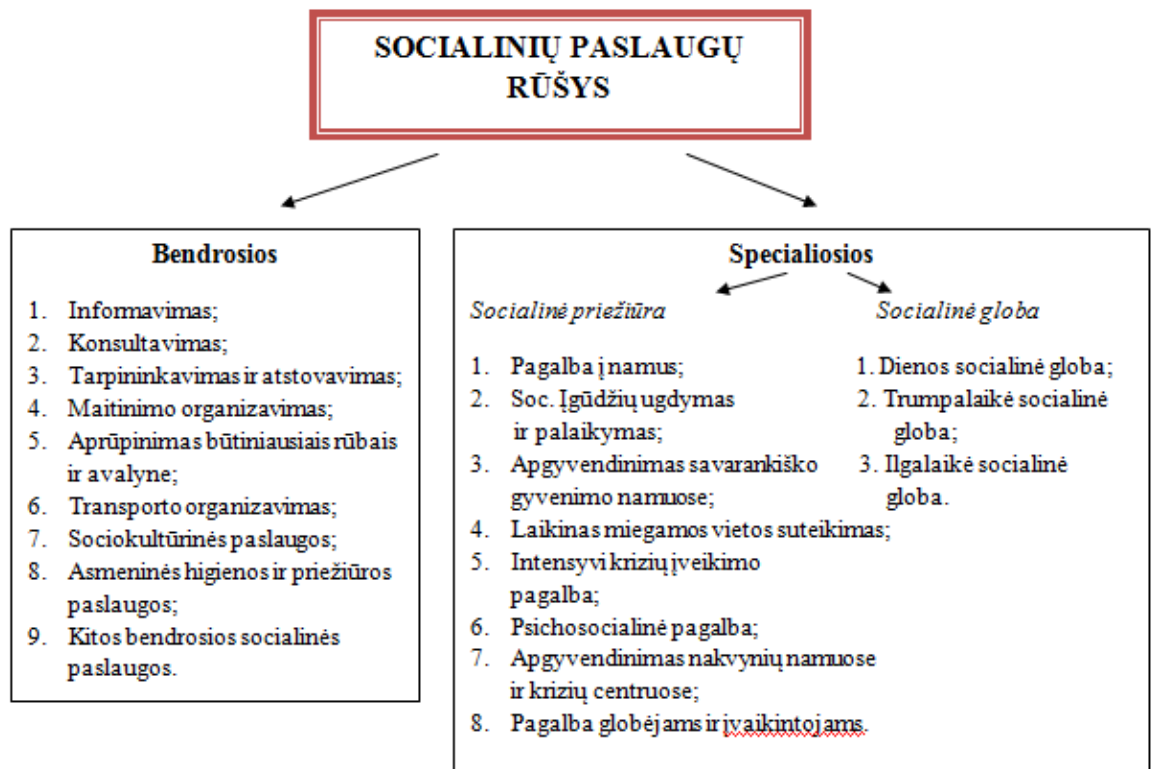 SOCIALINIŲ PASLAUGŲ
RŪŠYS
Bendrosios
1. Informavimas;
2. Konsultavimas;
3. Tarpininkavimas ir atstovavimas;
4. Maitinimo organizavimas;
5. Aprūpinimas būtiniausiais rūbais
ir avalyne;
6. Transporto organizavimas;
7. Sociokultūrinės paslaugos;
8. Asmeninės higienos ir priežiūros
paslaugos;
9. Kitos bendrosios socialinės
paslaugos.
Specialiosios
Socialinė priežiūra
1. Pagalba į namus;
2. Soc. Įgūdžių ugdymas
ir palaikymas;
3. Apgyvendinimas savarankiško
gyvenimo namuose;
4. Laikinas miegamos vietos suteikimas;
5. Intensyvi krizių įveikimo
pagalba;
6. Psichosocialinė pagalba;
7. Apgyvendinimas nakvynių namuose
ir krizių centruose;
8. Pagalba globėjams ir įvaikintojams.
Socialinė globa
1. Dienos socialinė globa;
2. Trumpalaikė socialinė
globa;
3. Ilgalaikė socialinė
globa.